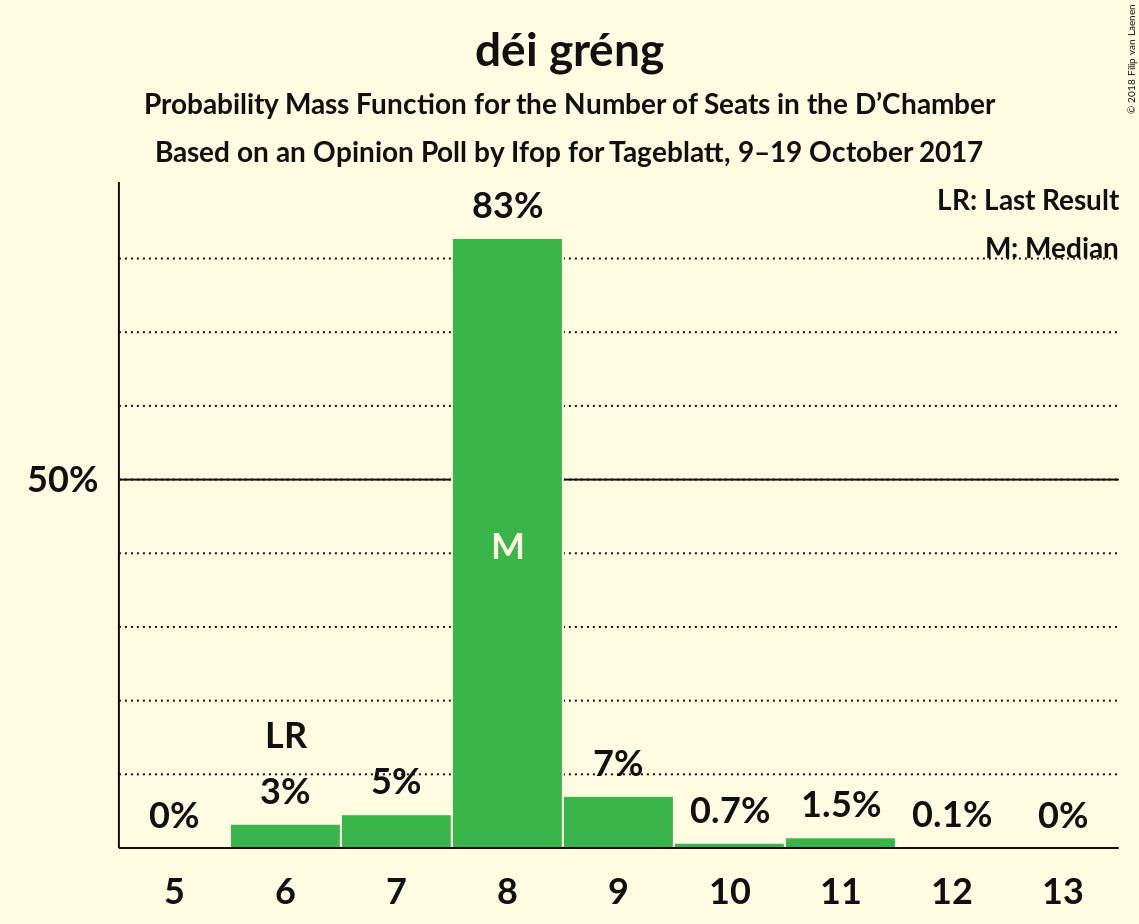 déi gréng
Probability Mass Function for the Number of Seats in the D’Chamber
Based on an Opinion Poll by Ifop for Tageblatt, 9–19 October 2017
© 2018 Filip van Laenen
LR: Last Result
M: Median
83%
50%
M
LR
0%
3%
5%
7%
0.7%
1.5%
0.1%
0%
5 6 7 8 9 10 11 12 13